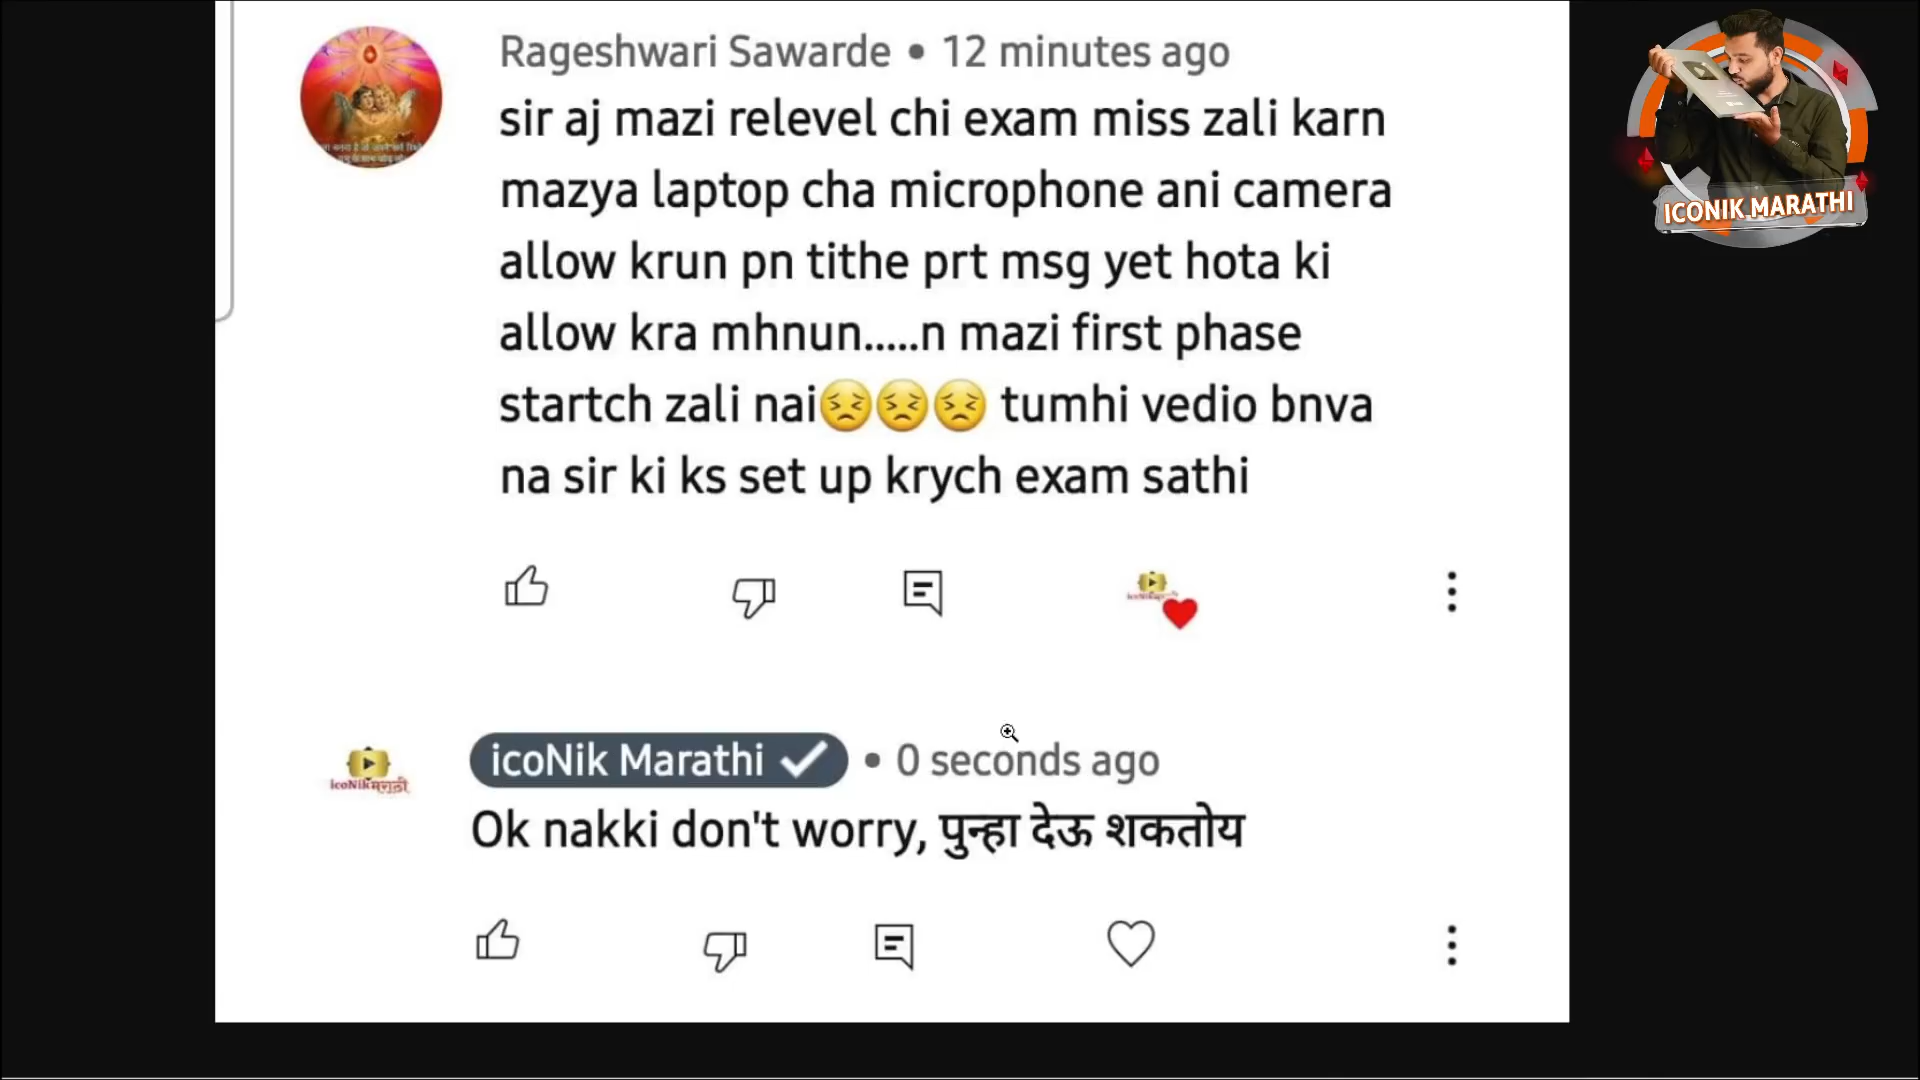 Rageshwari Sawarde • 12 minutes ago
sir aj mazi relevel chi exam miss zali karn
mazya laptop cha microphone ani camera
allow krun pn tithe prt msg yet hota ki
allow kra mhnun.....n mazi first phase
startch zali nai😣😣😣 tumhi vedio bnva
na sir ki ks set up krych exam sathi
icoNik Marathi ✓ • 0 seconds ago
Ok nakki don't worry, पुन्हा देऊ शकतोय
icoNikमराठी
ICONIK MARATHI